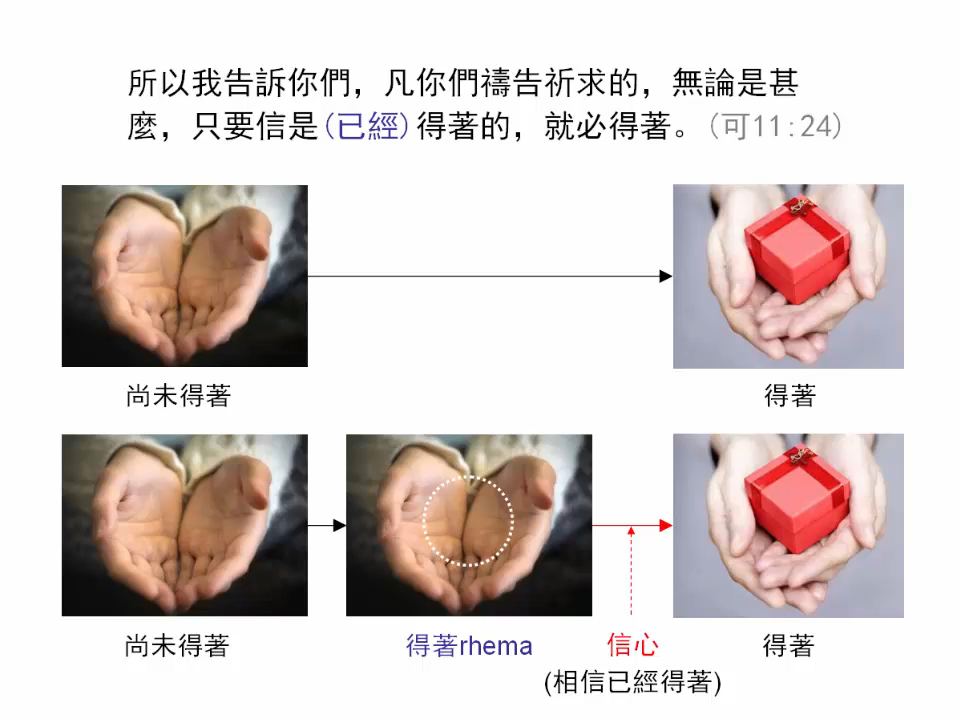 所以我告訴你們，凡你們禱告祈求的，無論是甚
麼，只要信是(已經)得著的，就必得著。(可11:24)
尚未得著
得著
尚未得著
得著rhema
信心
得著
(相信已經得著)